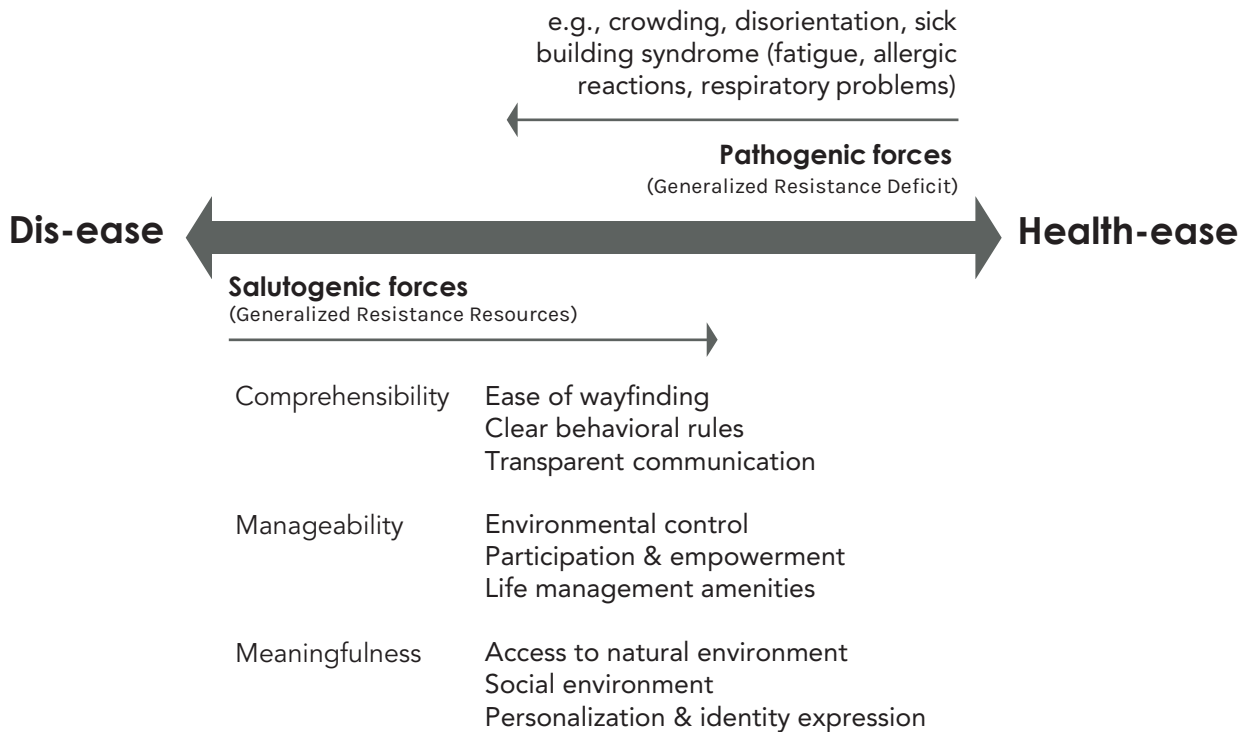 e.g., crowding, disorientation, sick
building syndrome (fatigue, allergic
reactions, respiratory problems)
Pathogenic forces
(Generalized Resistance Deficit)
Dis-ease
Health-ease
Salutogenic forces
(Generalized Resistance Resources)
Comprehensibility
Ease of wayfinding
Clear behavioral rules
Transparent communication
Manageability
Environmental control
Participation & empowerment
Life management amenities
Meaningfulness
Access to natural environment
Social environment
Personalization & identity expression